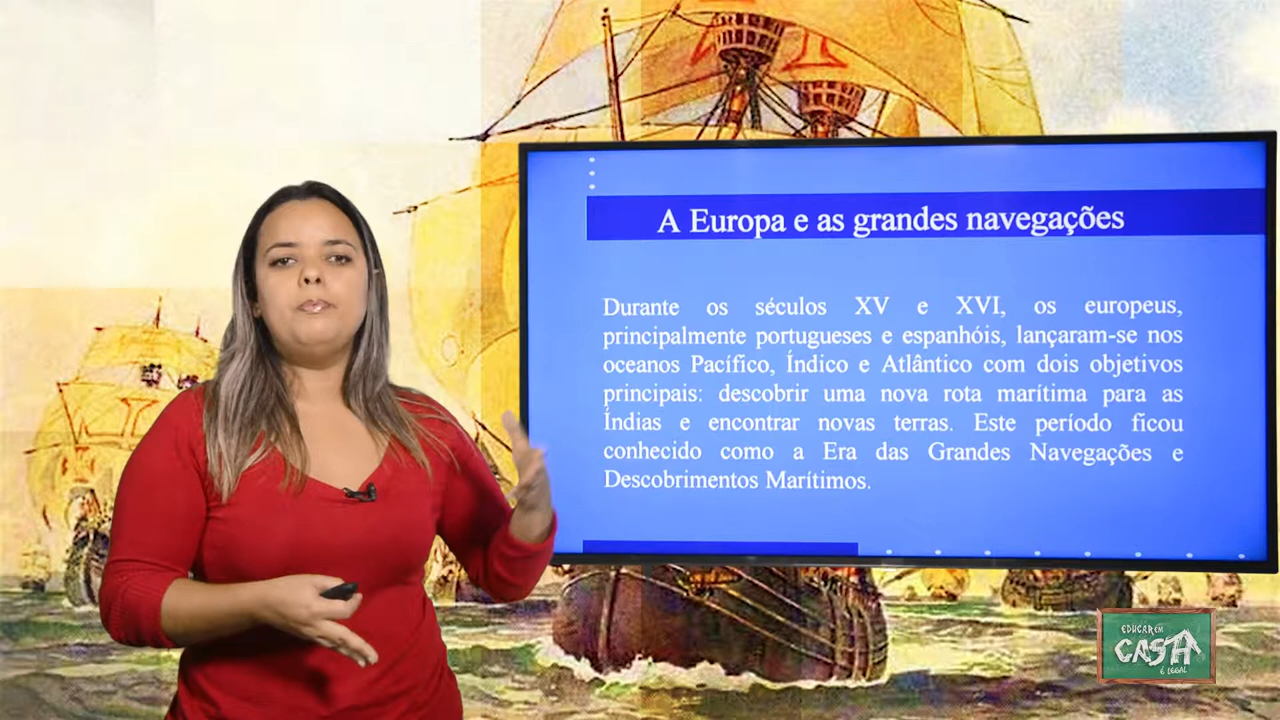 A Europa e as grandes navegações
Durante os séculos XV e XVI, os europeus,
principalmente portugueses e espanhóis, lançaram-se nos
oceanos Pacífico, Índico e Atlântico com dois objetivos
principais: descobrir uma nova rota marítima para as
Índias e encontrar novas terras. Este período ficou
conhecido como a Era das Grandes Navegações e
Descobrimentos Marítimos.
EDUCAR EM
CASA
É LEGAL